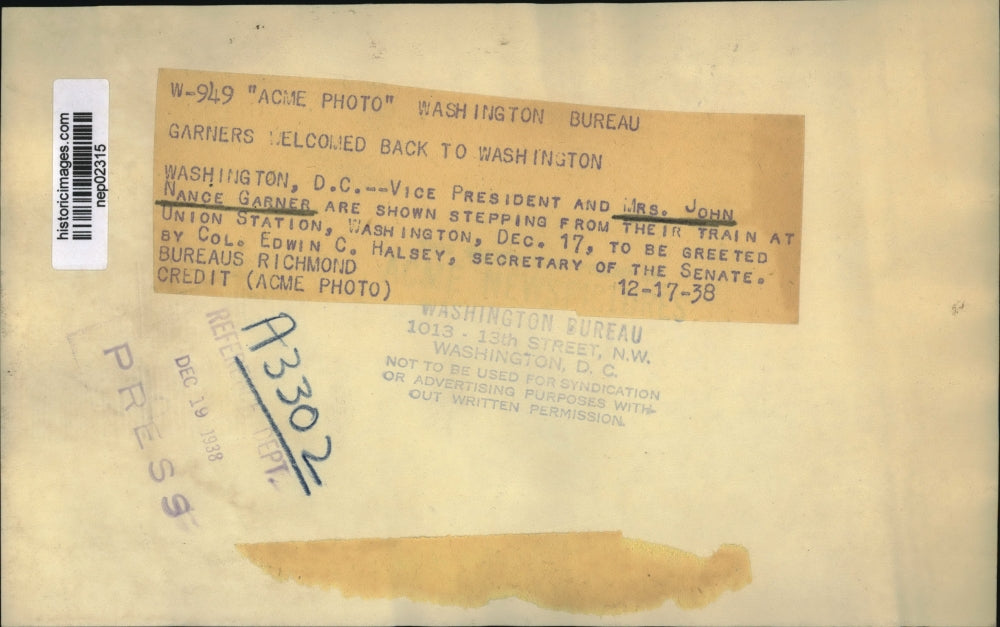 historicimages.com
nep02315
W-949 "ACME PHOTO" WASHINGTON BUREAU
GARNERS WELCOMED BACK TO WASHINGTON
WASHINGTON, D.C.--VICE PRESIDENT AND MRS. JOHN
NANCE GARNER ARE SHOWN STEPPING FROM THEIR TRAIN AT
UNION STATION, WASHINGTON, DEC. 17, TO BE GREETED
BY COL. EDWIN C. HALSEY, SECRETARY OF THE SENATE.
BUREAUS RICHMOND
CREDIT (ACME PHOTO) 12-17-38
WASHINGTON BUREAU
1013 - 13th STREET, N.W.
WASHINGTON, D. C.
NOT TO BE USED FOR SYNDICATION
OR ADVERTISING PURPOSES WITH-
OUT WRITTEN PERMISSION.
A3302
DEPT.
DEC 19 1938
PRESS